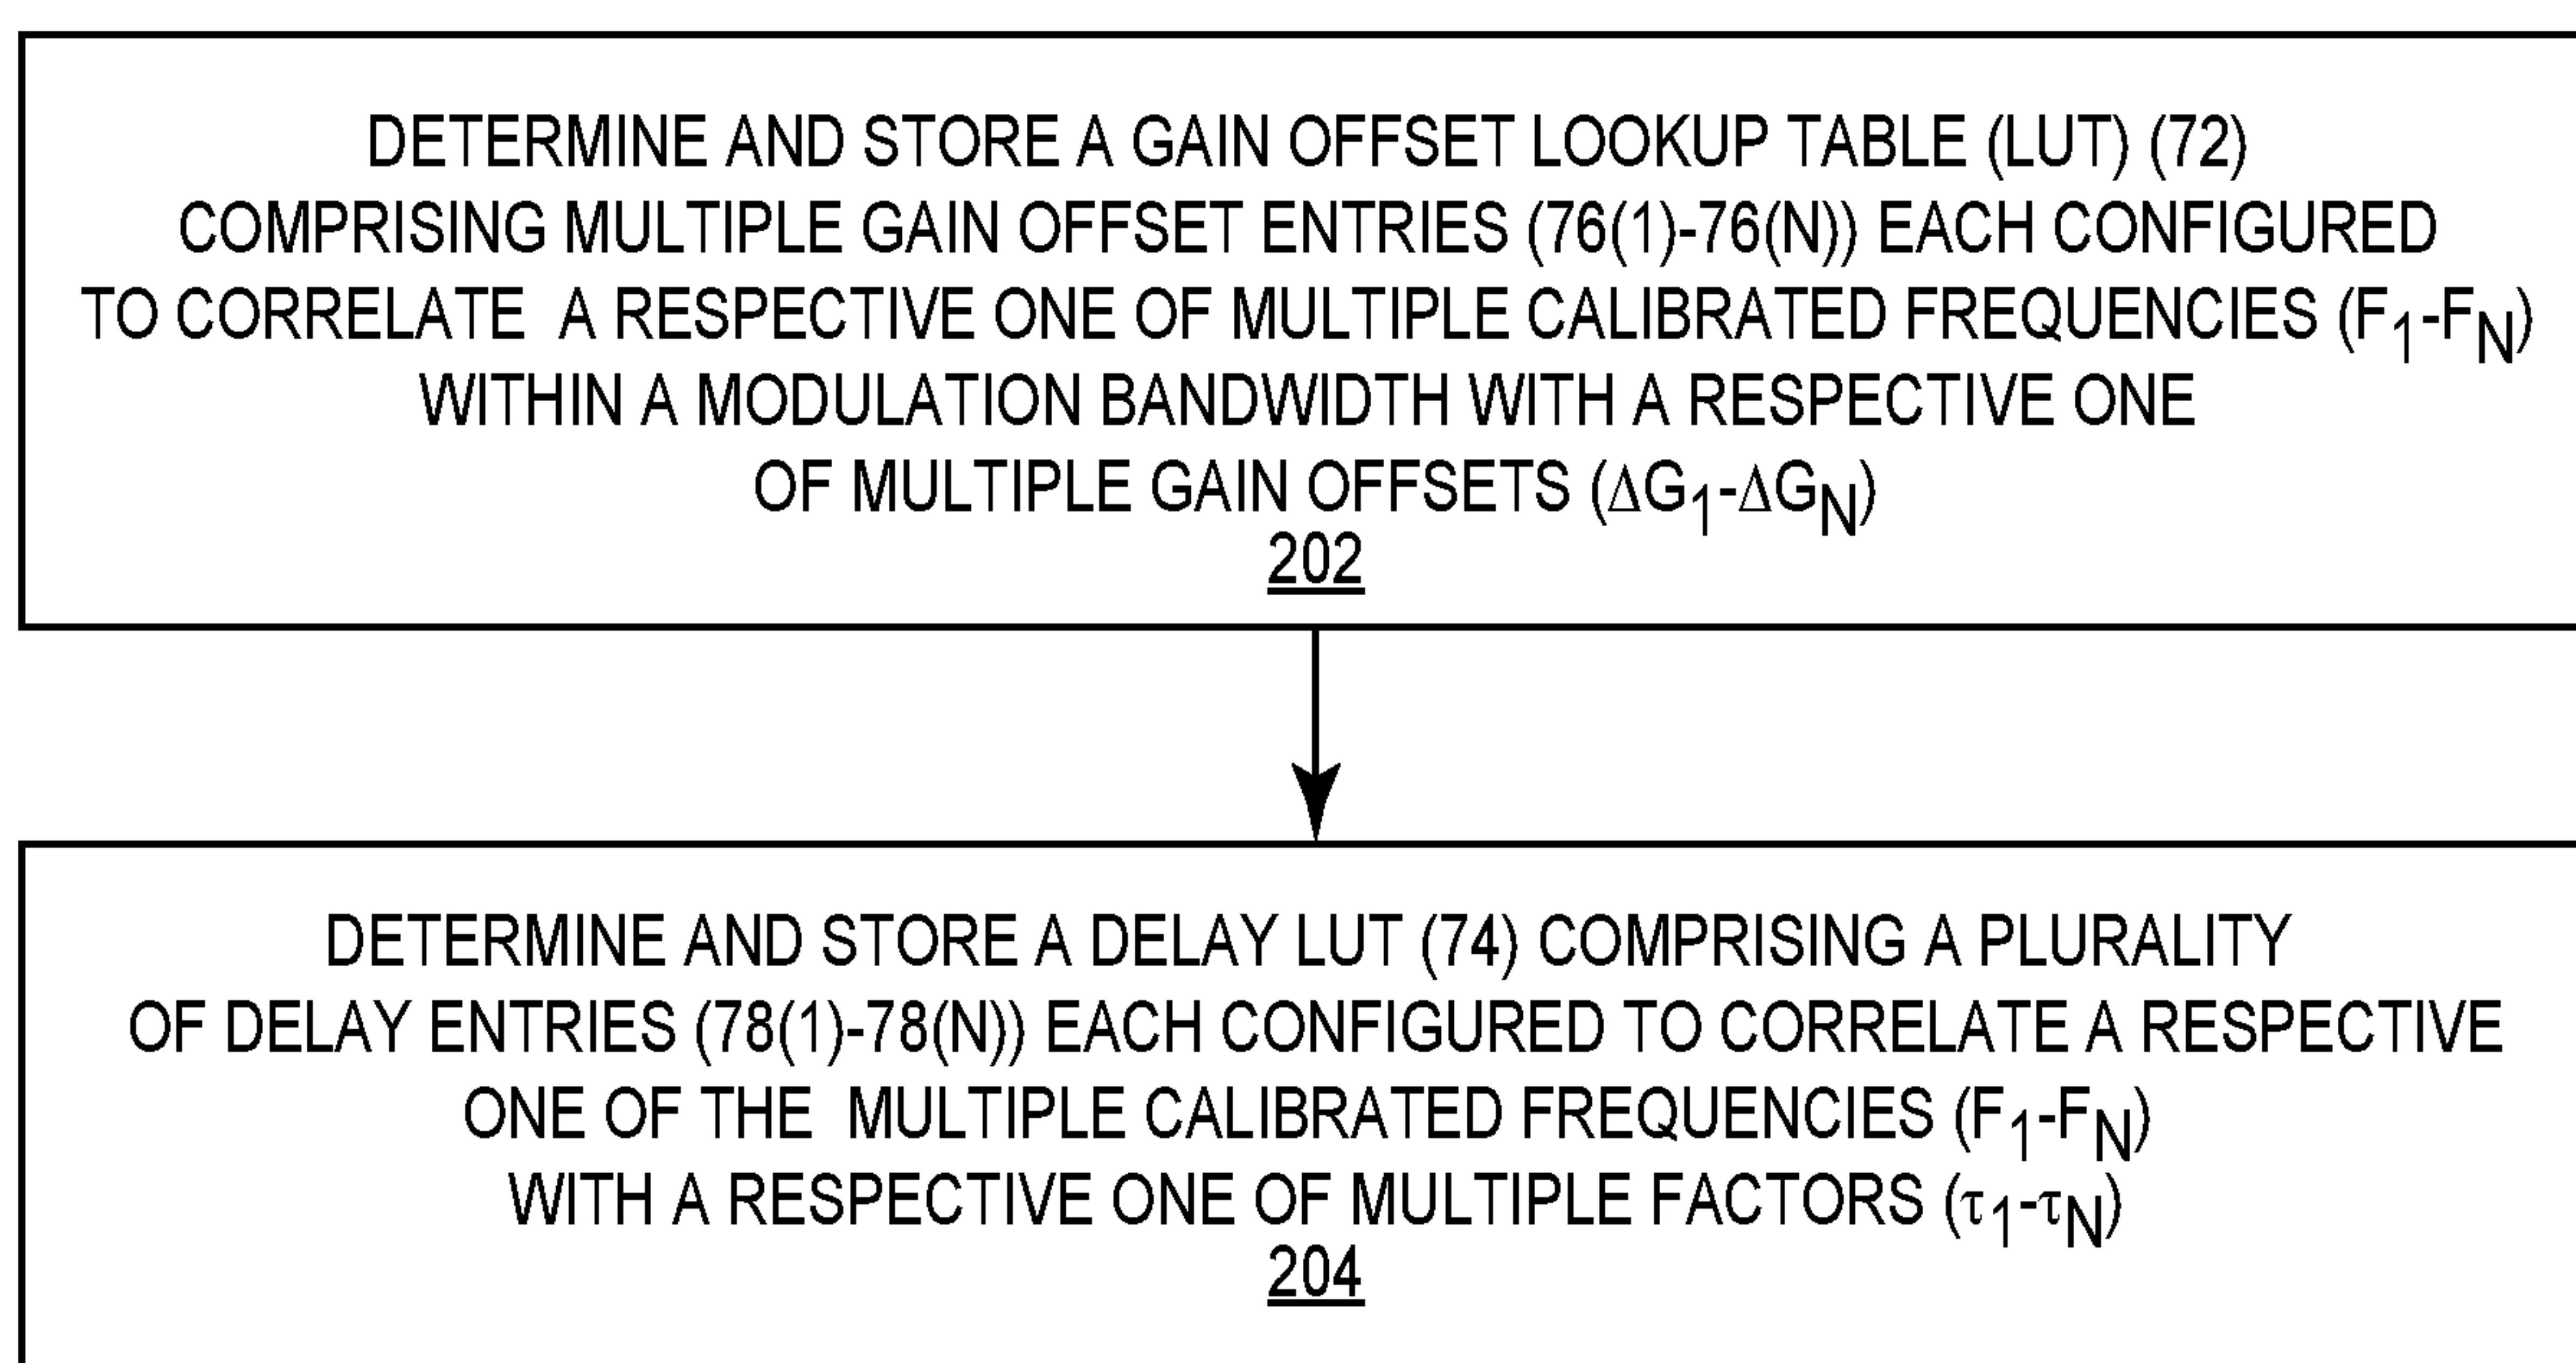 DETERMINE AND STORE A GAIN OFFSET LOOKUP TABLE (LUT) (72)
COMPRISING MULTIPLE GAIN OFFSET ENTRIES (76(1)-76(N)) EACH CONFIGURED
TO CORRELATE A RESPECTIVE ONE OF MULTIPLE CALIBRATED FREQUENCIES (F1-FN)
WITHIN A MODULATION BANDWIDTH WITH A RESPECTIVE ONE
OF MULTIPLE GAIN OFFSETS (ΔG1-ΔGN)
202
DETERMINE AND STORE A DELAY LUT (74) COMPRISING A PLURALITY
OF DELAY ENTRIES (78(1)-78(N)) EACH CONFIGURED TO CORRELATE A RESPECTIVE
ONE OF THE MULTIPLE CALIBRATED FREQUENCIES (F1-FN)
WITH A RESPECTIVE ONE OF MULTIPLE FACTORS (τ1-τN)
204